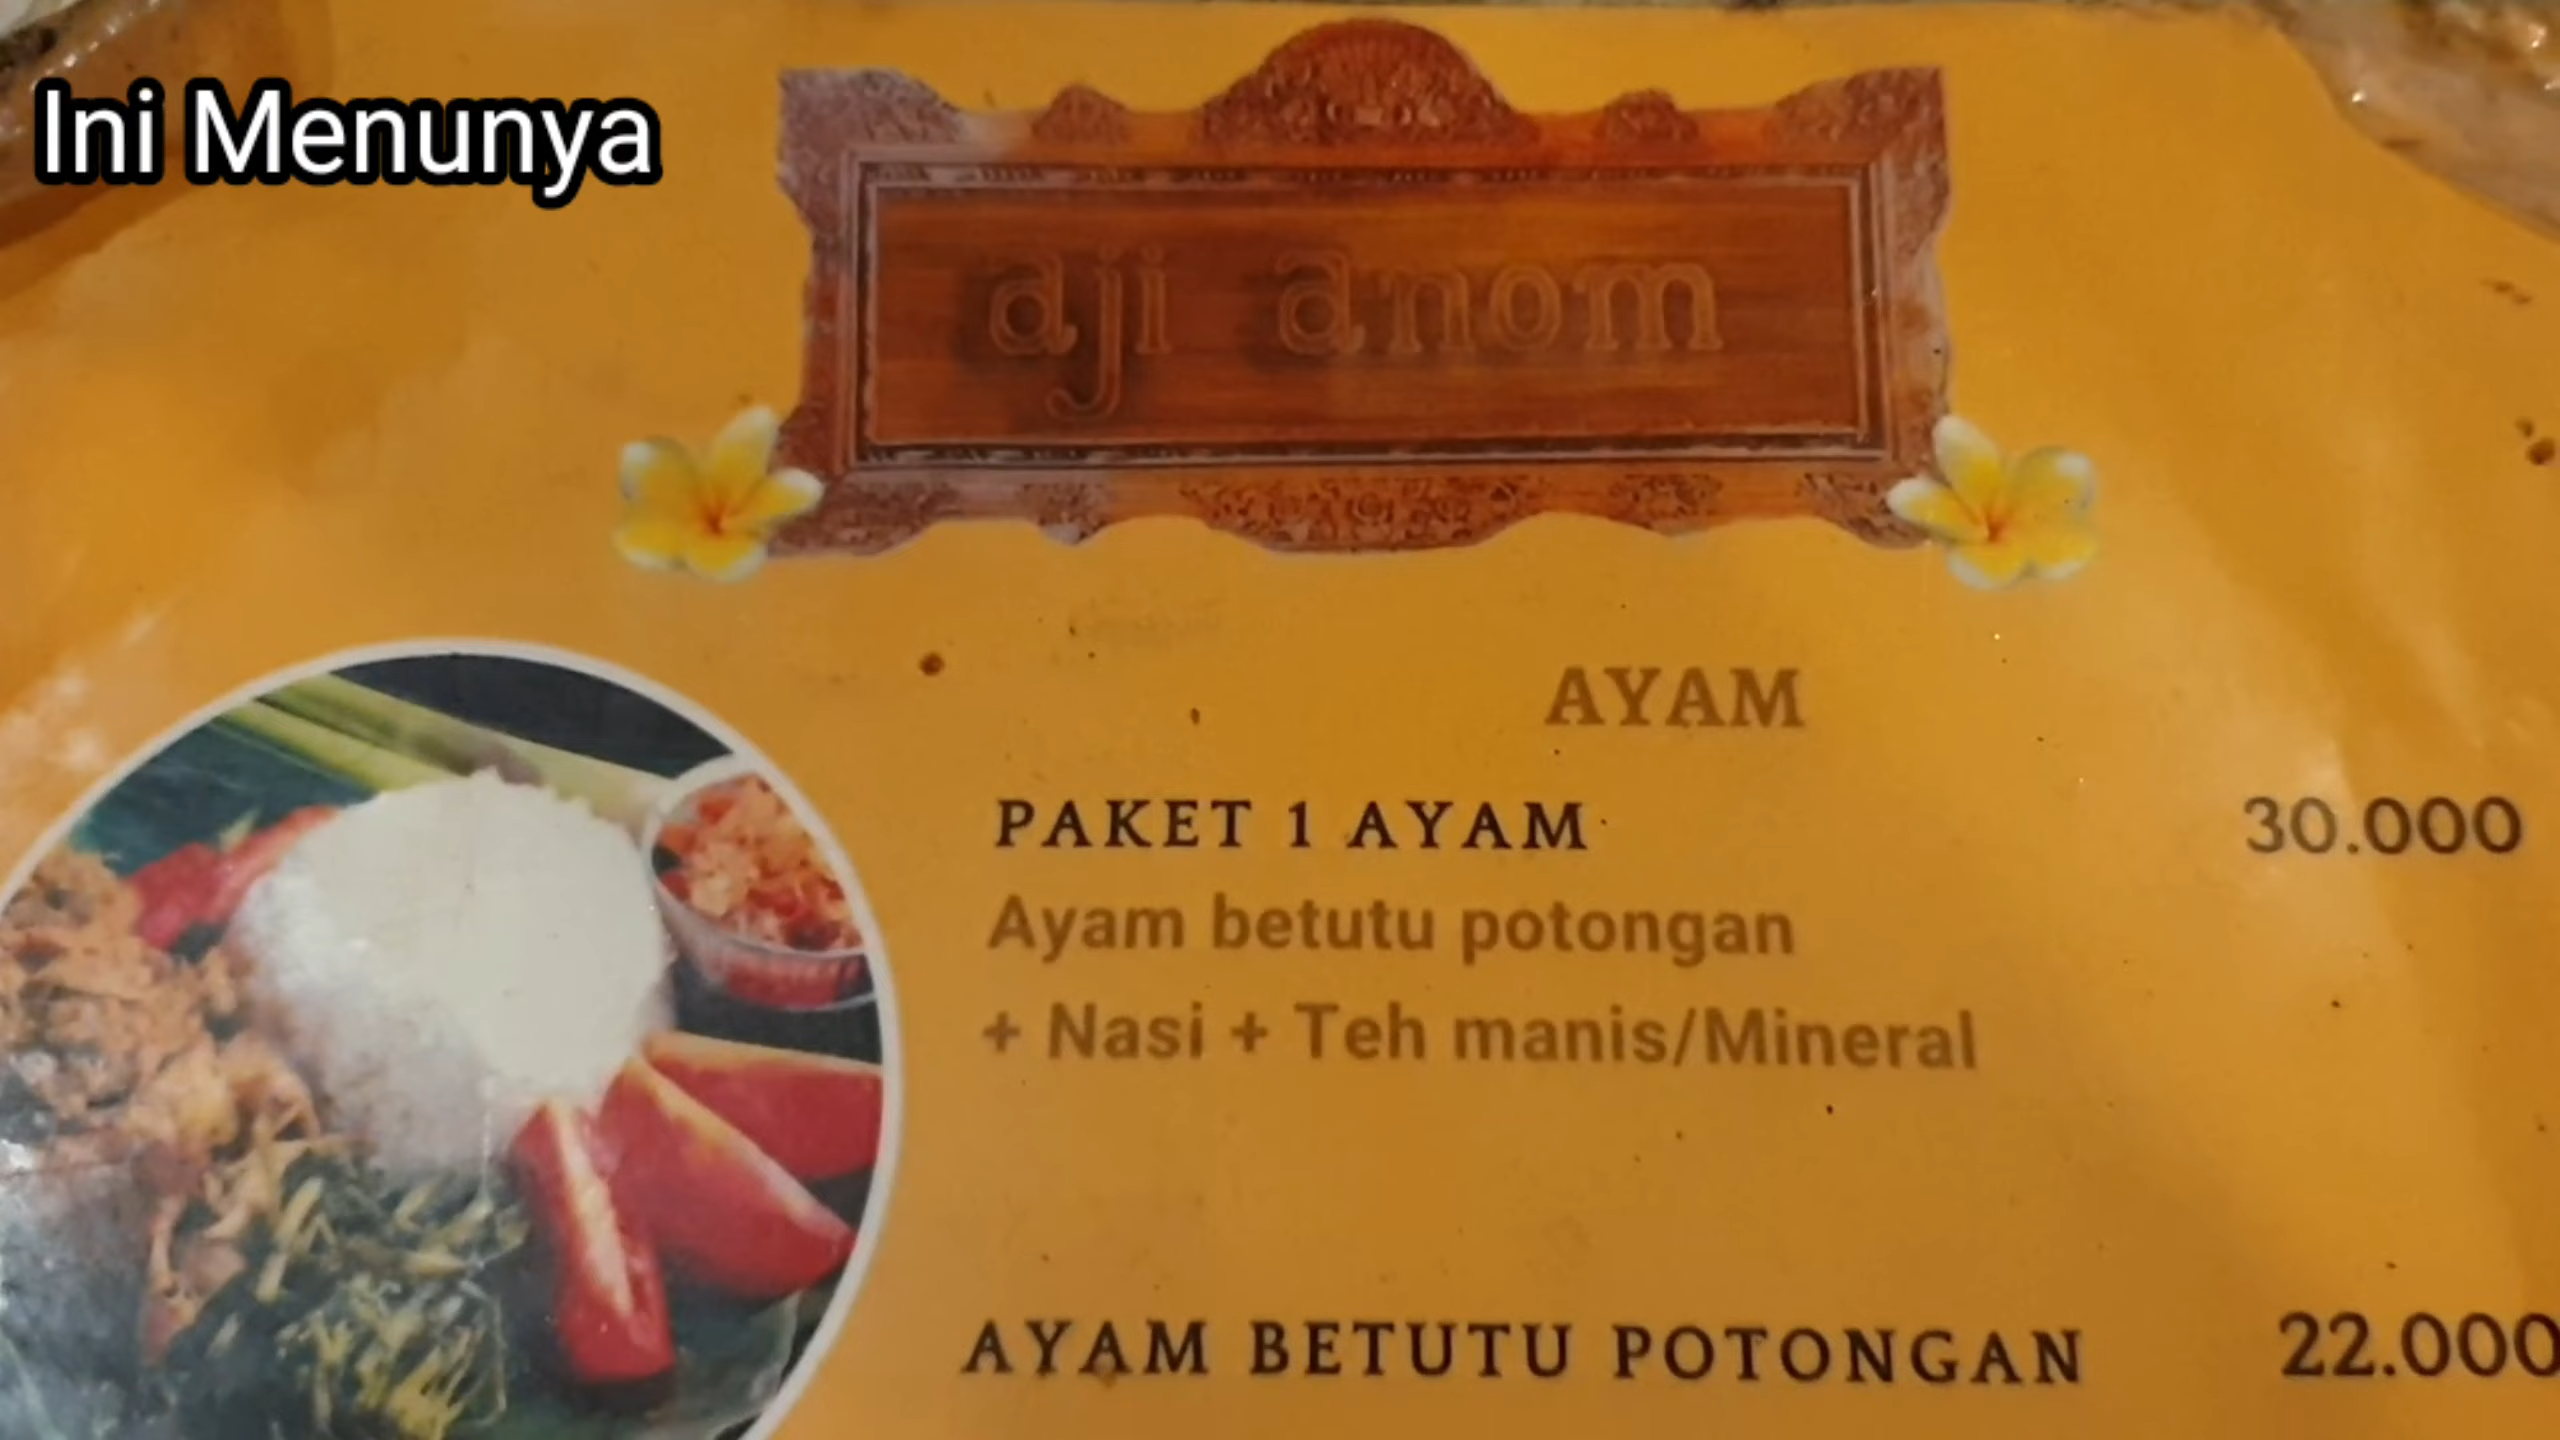 Ini Menunya
aji anom
AYAM
PAKET 1 AYAM 30.000
Ayam betutu potongan
+ Nasi + Teh manis/Mineral
AYAM BETUTU POTONGAN 22.000